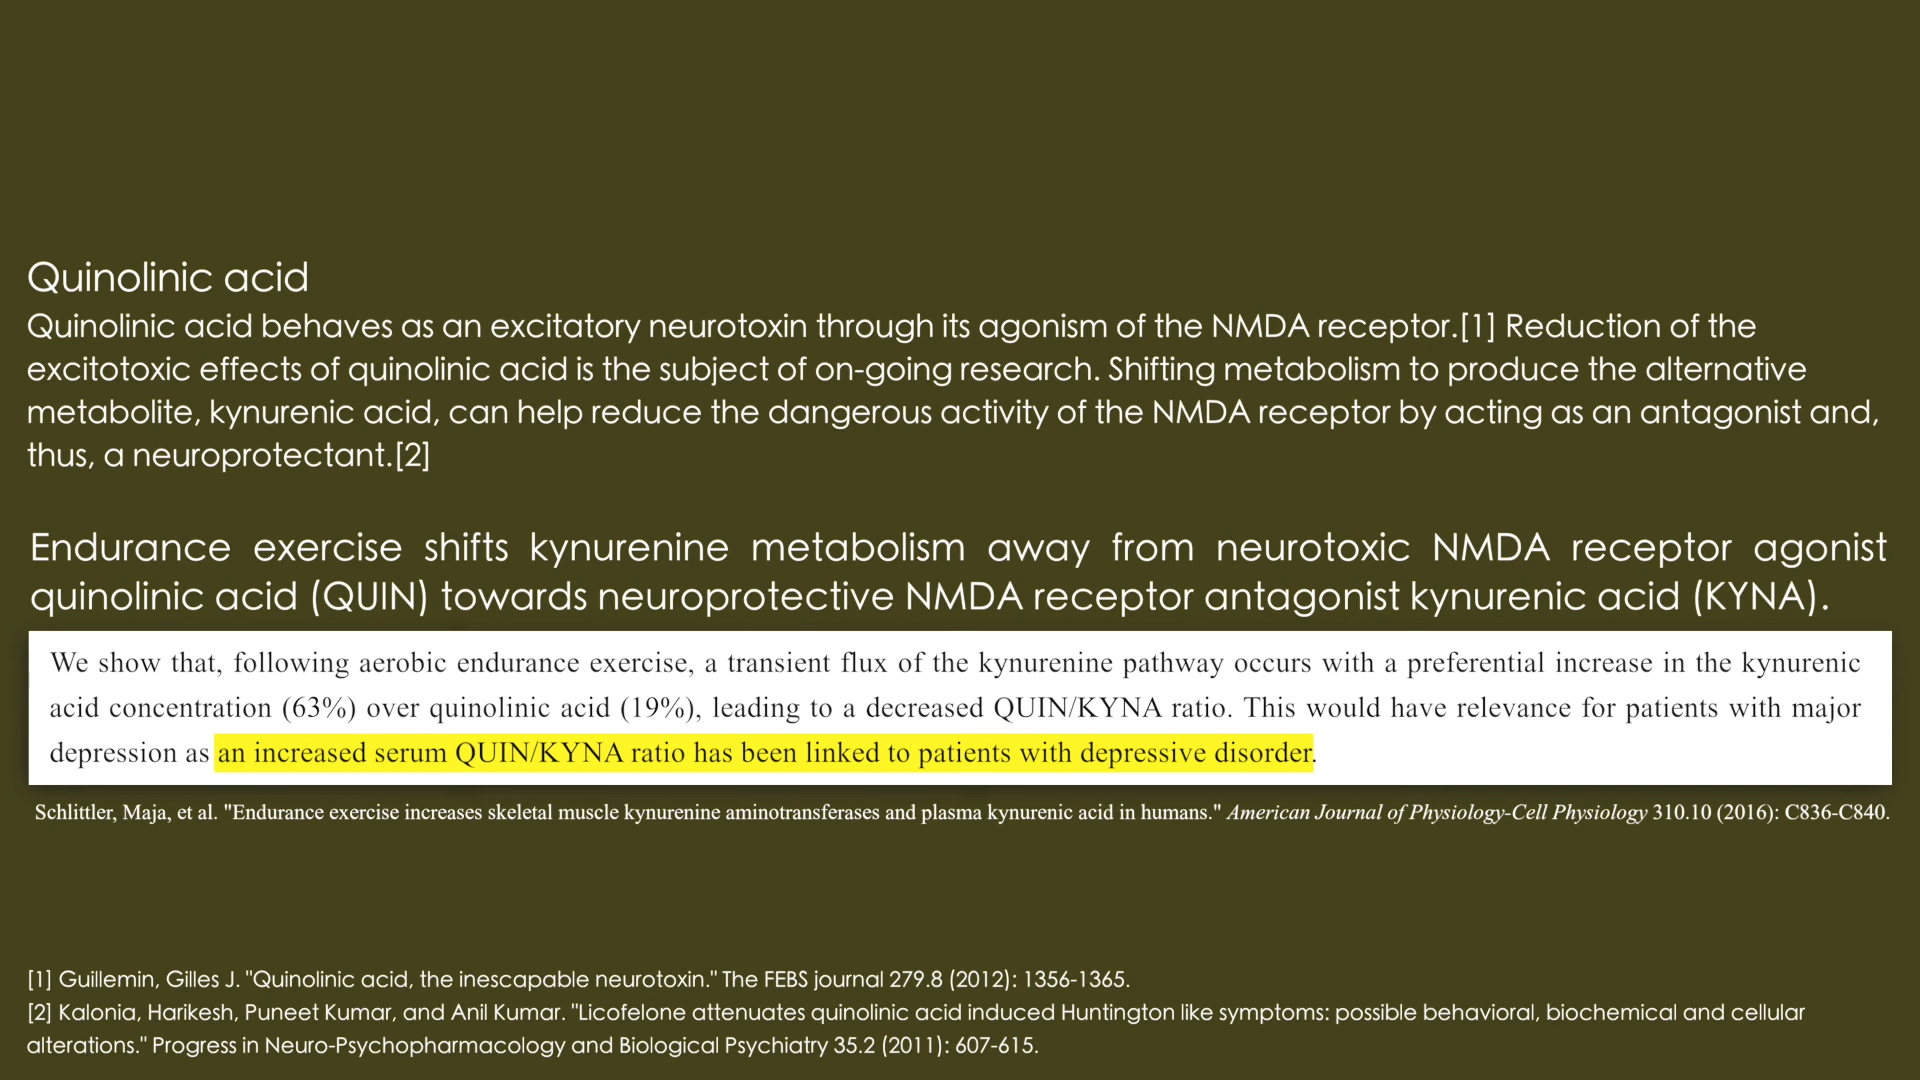 Quinolinic acid
Quinolinic acid behaves as an excitatory neurotoxin through its agonism of the NMDA receptor.[1] Reduction of the
excitotoxic effects of quinolinic acid is the subject of on-going research. Shifting metabolism to produce the alternative
metabolite, kynurenic acid, can help reduce the dangerous activity of the NMDA receptor by acting as an antagonist and,
thus, a neuroprotectant.[2]
Endurance exercise shifts kynurenine metabolism away from neurotoxic NMDA receptor agonist
quinolinic acid (QUIN) towards neuroprotective NMDA receptor antagonist kynurenic acid (KYNA).
We show that, following aerobic endurance exercise, a transient flux of the kynurenine pathway occurs with a preferential increase in the kynurenic
acid concentration (63%) over quinolinic acid (19%), leading to a decreased QUIN/KYNA ratio. This would have relevance for patients with major
depression as an increased serum QUIN/KYNA ratio has been linked to patients with depressive disorder.
Schlittler, Maja, et al. "Endurance exercise increases skeletal muscle kynurenine aminotransferases and plasma kynurenic acid in humans." American Journal of Physiology-Cell Physiology 310.10 (2016): C836-C840.
[1] Guillemin, Gilles J. "Quinolinic acid, the inescapable neurotoxin." The FEBS journal 279.8 (2012): 1356-1365.
[2] Kalonia, Harikesh, Puneet Kumar, and Anil Kumar. "Licofelone attenuates quinolinic acid induced Huntington like symptoms: possible behavioral, biochemical and cellular
alterations." Progress in Neuro-Psychopharmacology and Biological Psychiatry 35.2 (2011): 607-615.